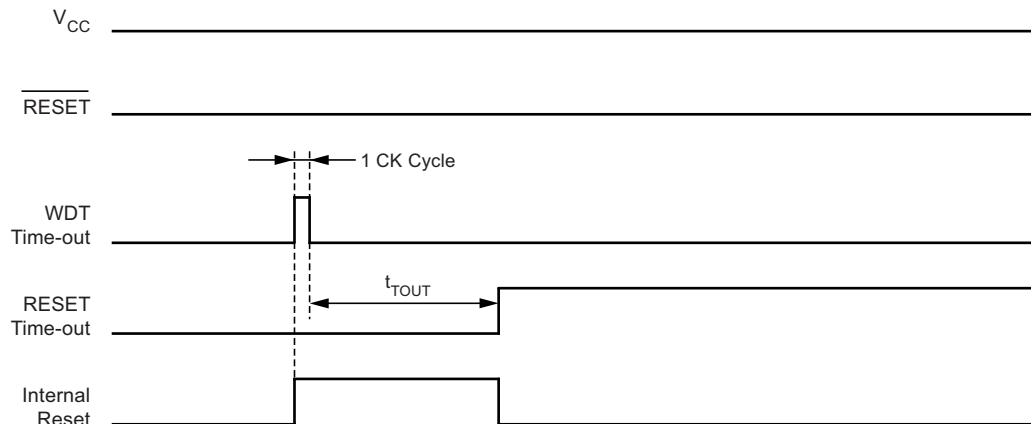 VCC
RESET
1 CK Cycle
WDT
Time-out
tTOUT
RESET
Time-out
Internal
Reset